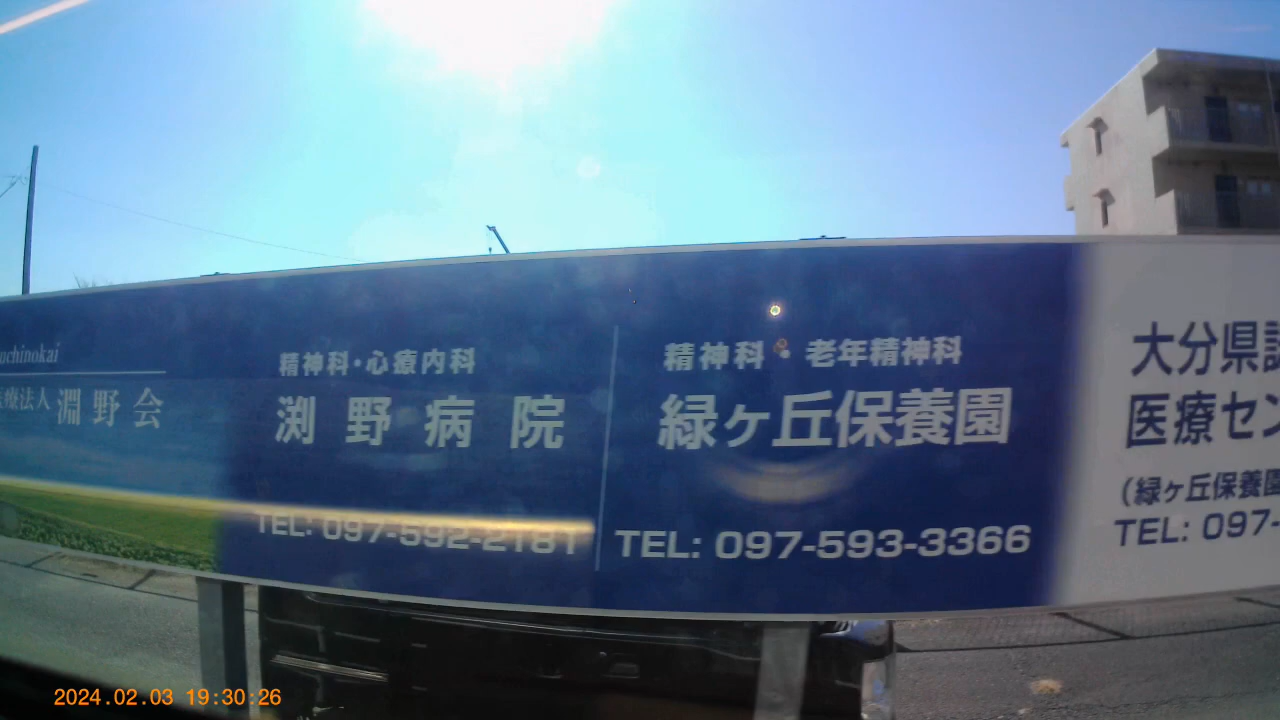 uchinokai
医療法人 淵野会
精神科・心療内科
渕野病院
TEL: 097-592-2181
精神科・老年精神科
緑ヶ丘保養園
TEL: 097-593-3366
大分県認
医療セン
(緑ヶ丘保養園
TEL: 097-
2024.02.03 19:30:26